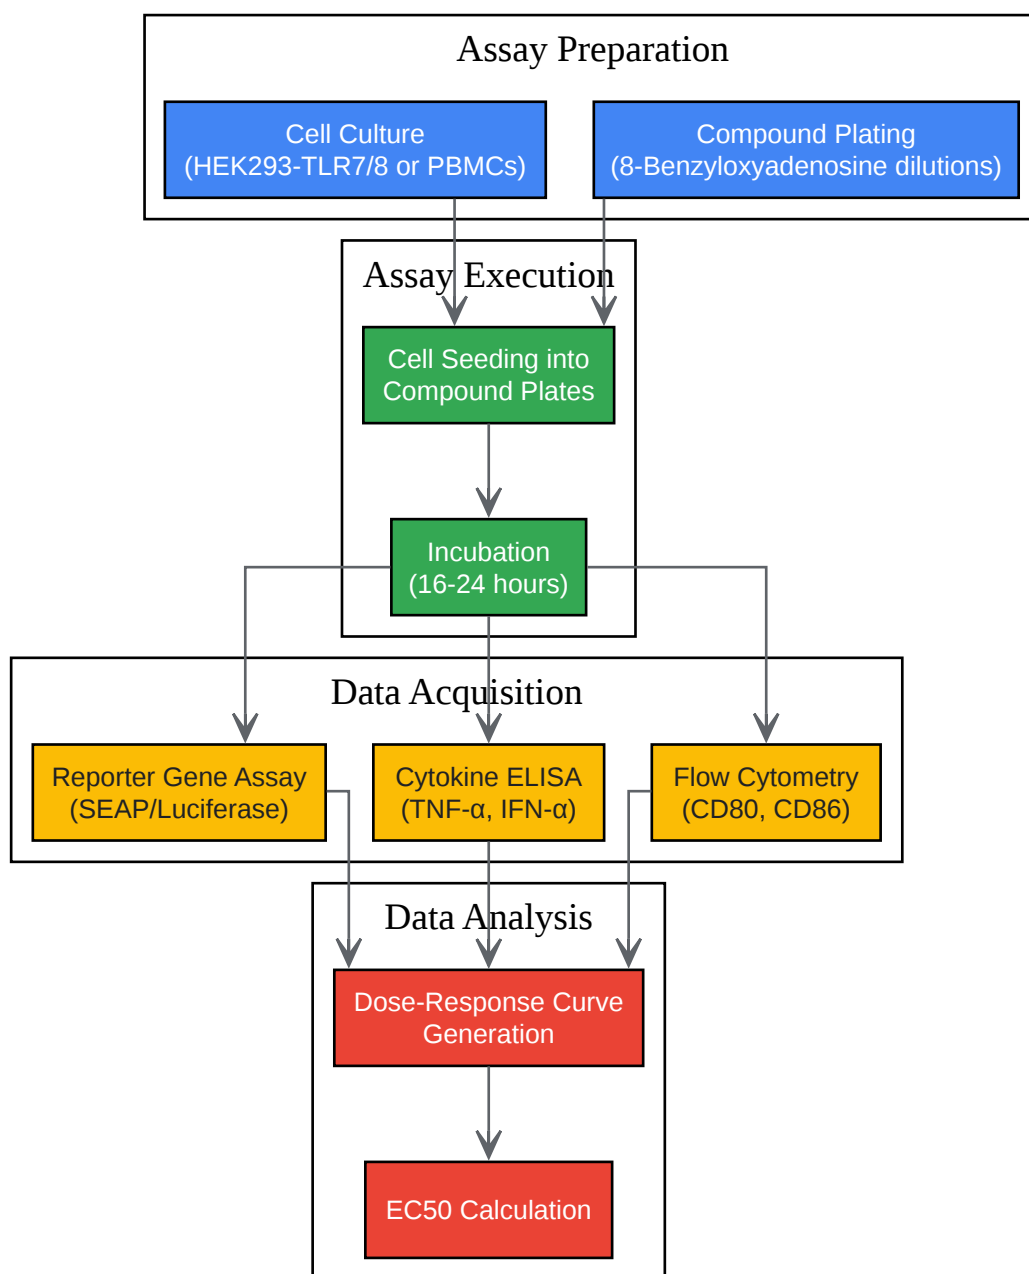 Assay Preparation
Cell Culture
(HEK293-TLR7/8 or PBMCs)
Compound Plating
(8-Benzyloxyadenosine dilutions)
Assay Execution
Cell Seeding into
Compound Plates
Incubation
(16-24 hours)
Data Acquisition
Reporter Gene Assay
(SEAP/Luciferase)
Cytokine ELISA
(TNF-α, IFN-α)
Flow Cytometry
(CD80, CD86)
Data Analysis
Dose-Response Curve
Generation
EC50 Calculation